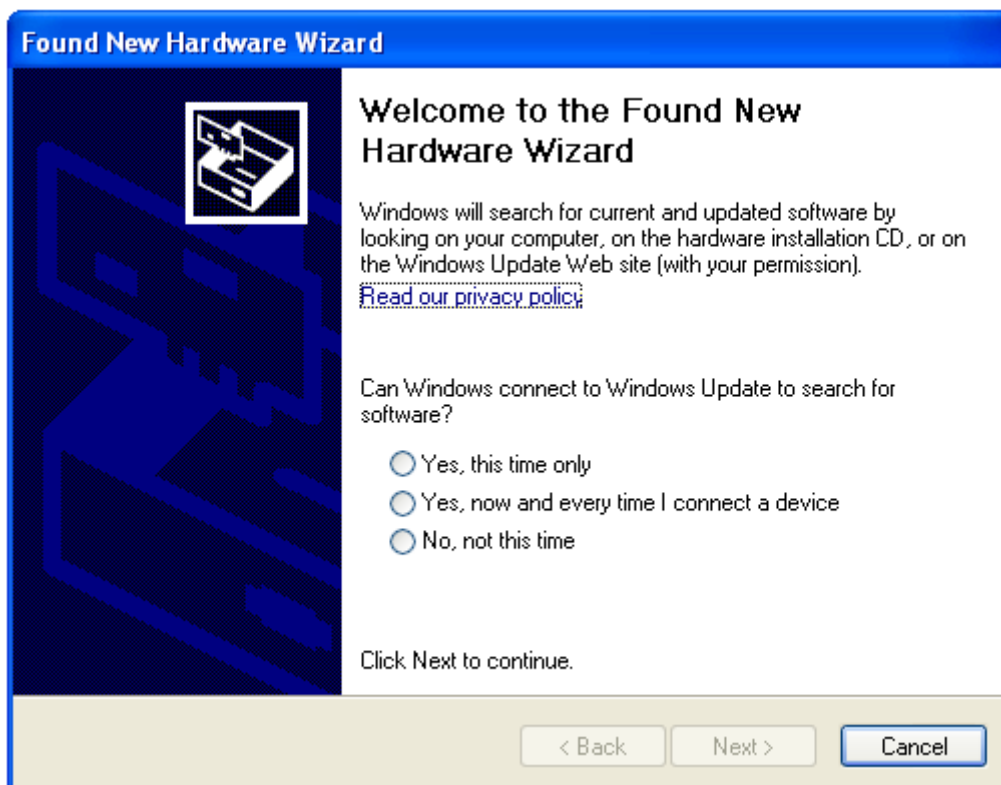 Found New Hardware Wizard
Welcome to the Found New
Hardware Wizard
Windows will search for current and updated software by
looking on your computer, on the hardware installation CD, or on
the Windows Update Web site (with your permission).
Read our privacy policy
Can Windows connect to Windows Update to search for
software?
Yes, this time only
Yes, now and every time I connect a device
No, not this time
Click Next to continue.
< Back Next > Cancel